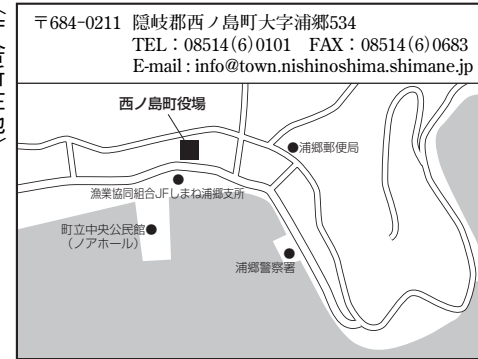 〒684-0211 隠岐郡西ノ島町大字浦郷534
TEL：08514(6)0101 FAX：08514(6)0683
E-mail : info@town.nishinoshima.shimane.jp
西ノ島町役場
浦郷郵便局
漁業協同組合JFしまね浦郷支所
町立中央公民館
（ノアホール）
浦郷警察署